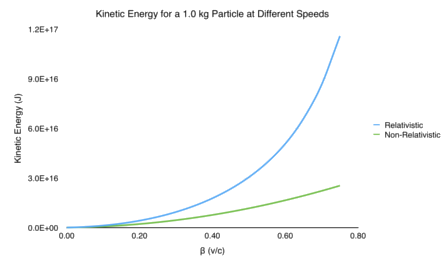 Kinetic Energy for a 1.0 kg Particle at Different Speeds
Kinetic Energy (J)
1.2E+17
9.0E+16
6.0E+16
3.0E+16
0.0E+00
0.00 0.20 0.40 0.60 0.80
β (v/c)
Relativistic
Non-Relativistic